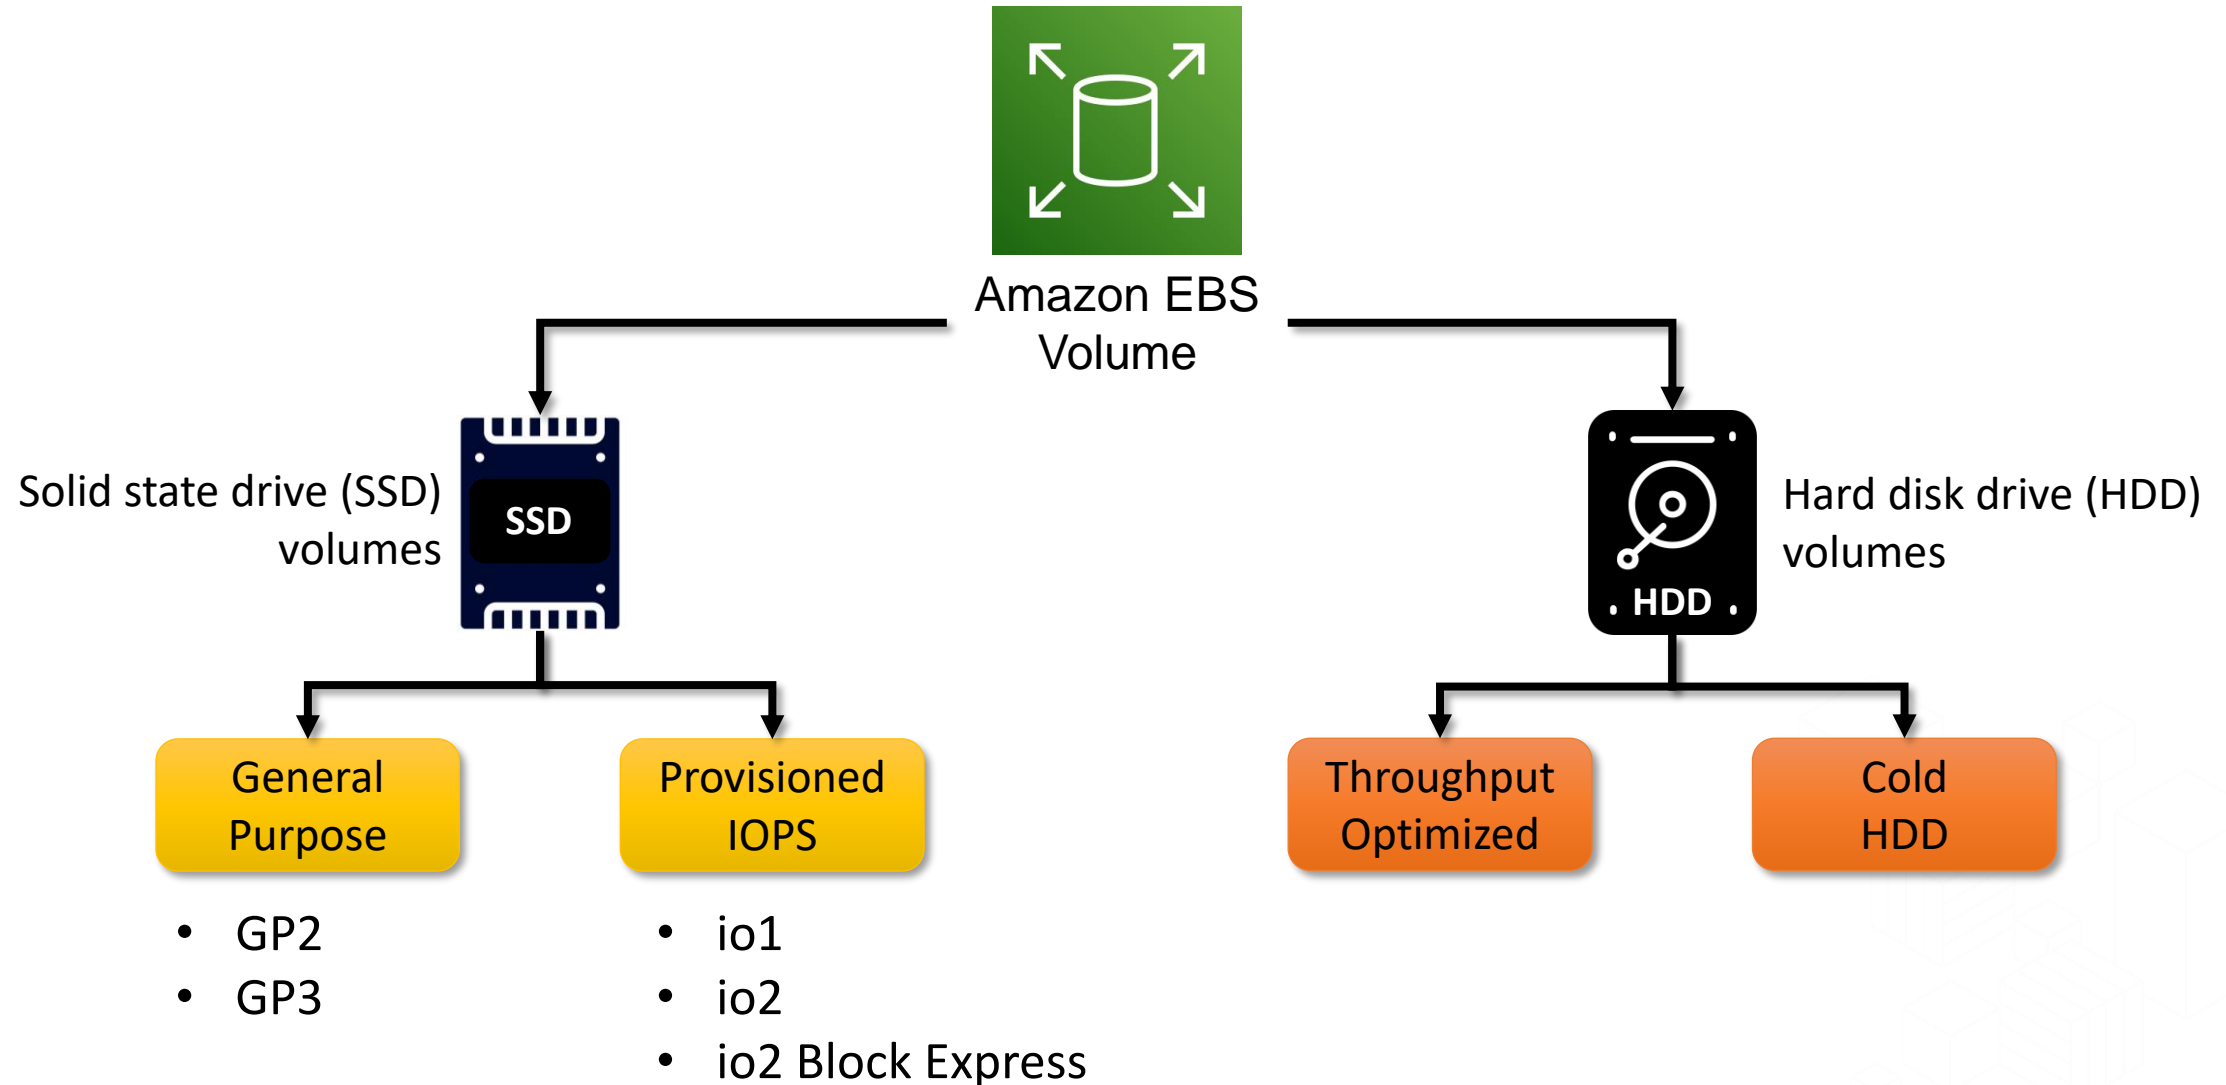 Amazon EBS
Volume
Solid state drive (SSD)
volumes
SSD
Hard disk drive (HDD)
volumes
HDD
General
Purpose
Provisioned
IOPS
Throughput
Optimized
Cold
HDD
• GP2
• GP3
• io1
• io2
• io2 Block Express